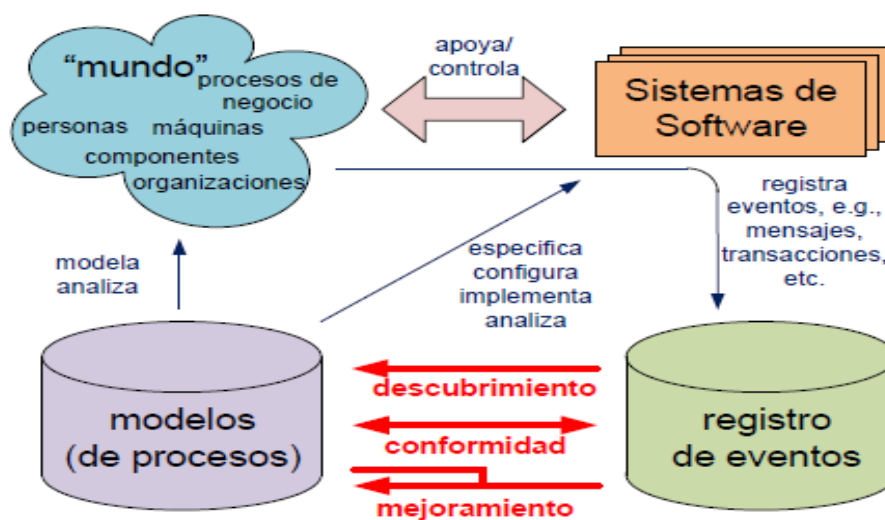 “mundo”
procesos de
negocio
personas
máquinas
componentes
organizaciones
apoya/
controla
Sistemas de
Software
registra
eventos, e.g.,
mensajes,
transacciones,
etc.
modela
analiza
especifica
configura
implementa
analiza
modelos
(de procesos)
descubrimiento
conformidad
mejoramiento
registro
de eventos